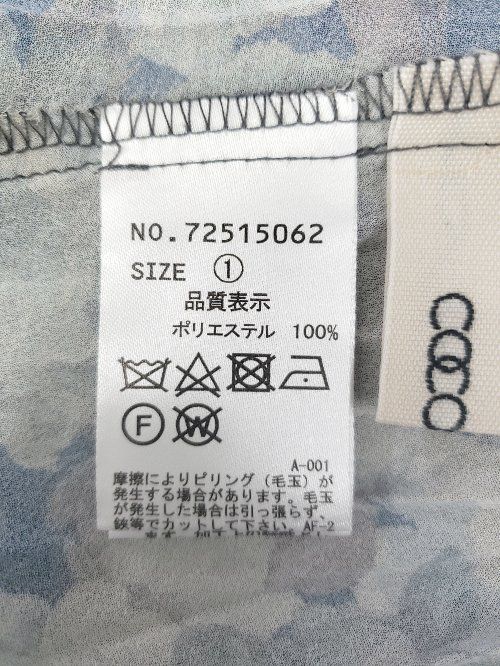 NO.72515062
SIZE ①
品質表示
ポリエステル 100%
F W
A-001
摩擦によりピリング(毛玉)が
発生する場合があります。毛玉
が発生した場合は引っ張らず、
鋏等でカットして下さい。AF-2
COCO